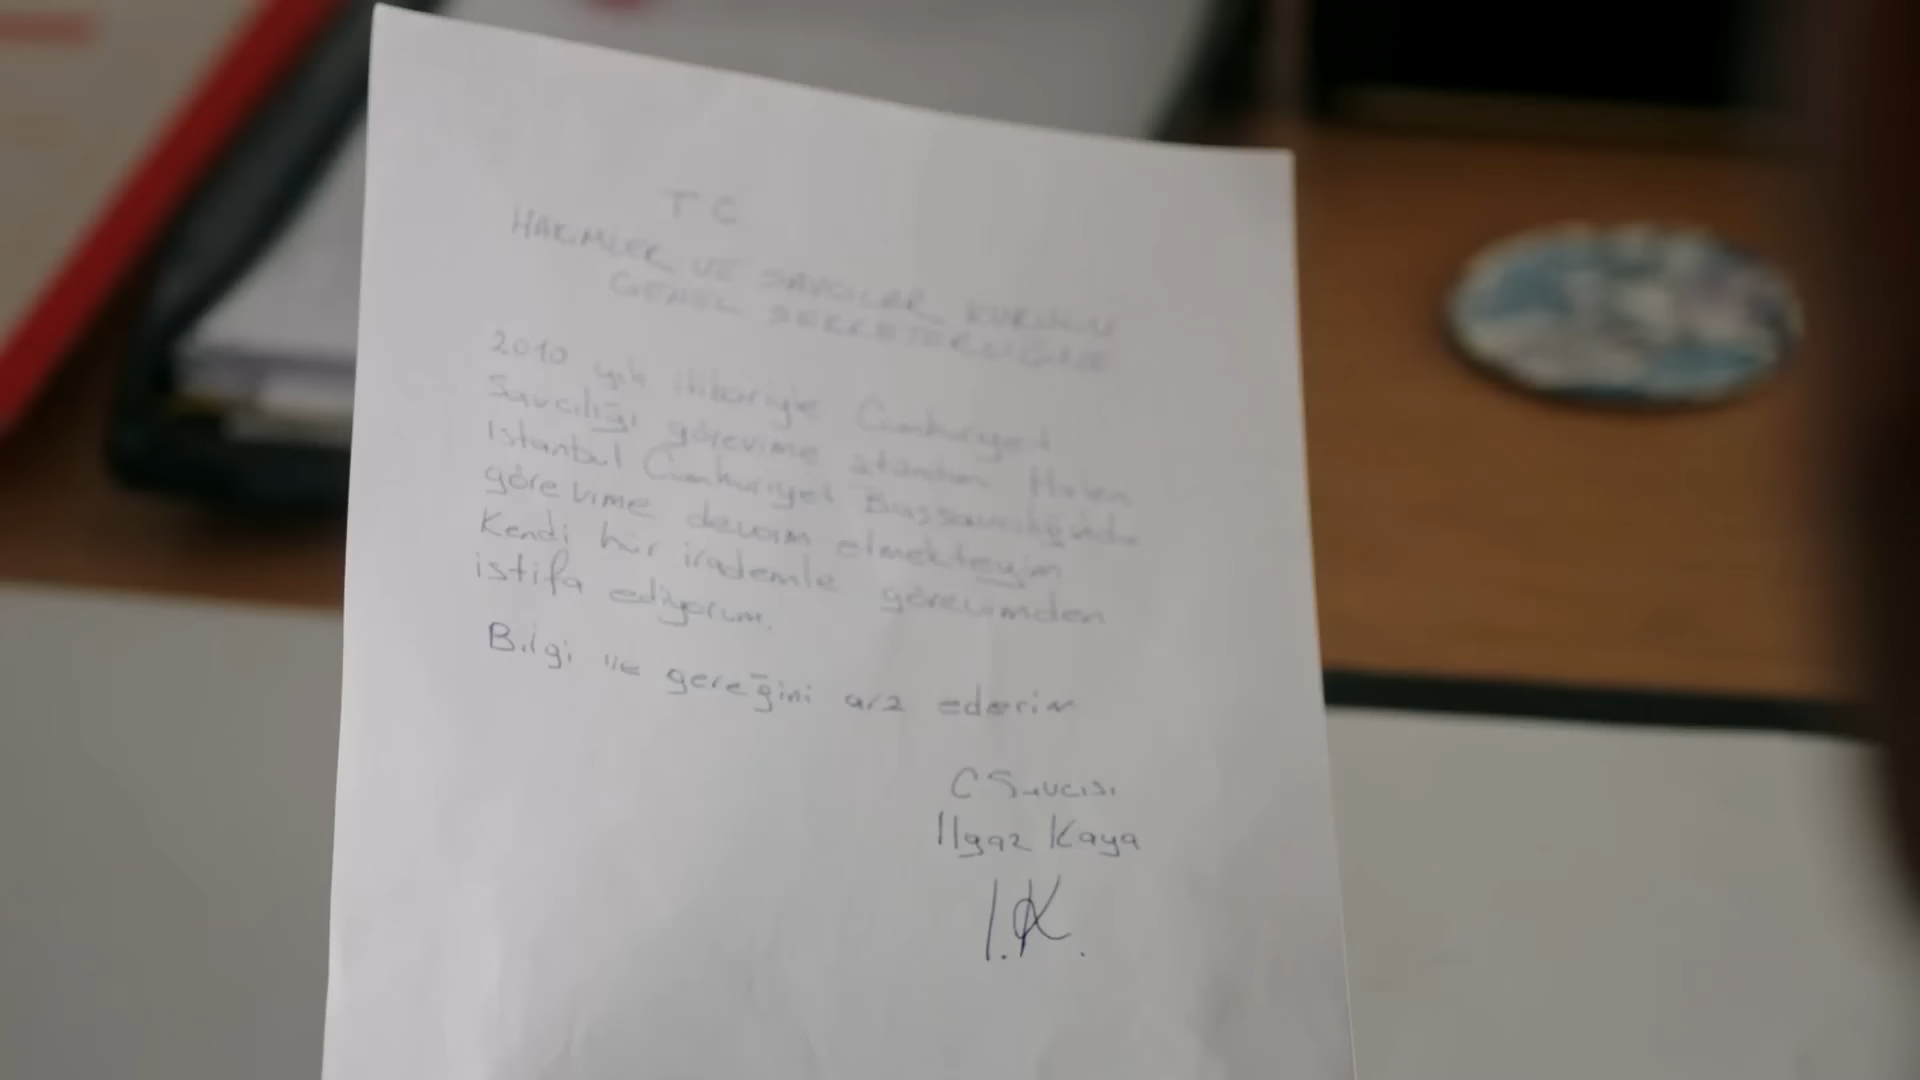 T C
HAKİMLER VE SAVCILAR KURULU
GENEL SEKRETERLİĞİNE
2010 yılı itibariyle Cumhuriyet
Savcılığı görevime atandım Halen
İstanbul Cumhuriyet Başsavcılığında
görevime devam etmekteyim
Kendi hür irademle görevimden
istifa ediyorum.
Bilgi ve gereğini arz ederim
C Savcısı
Ilgaz Kaya
I.K.